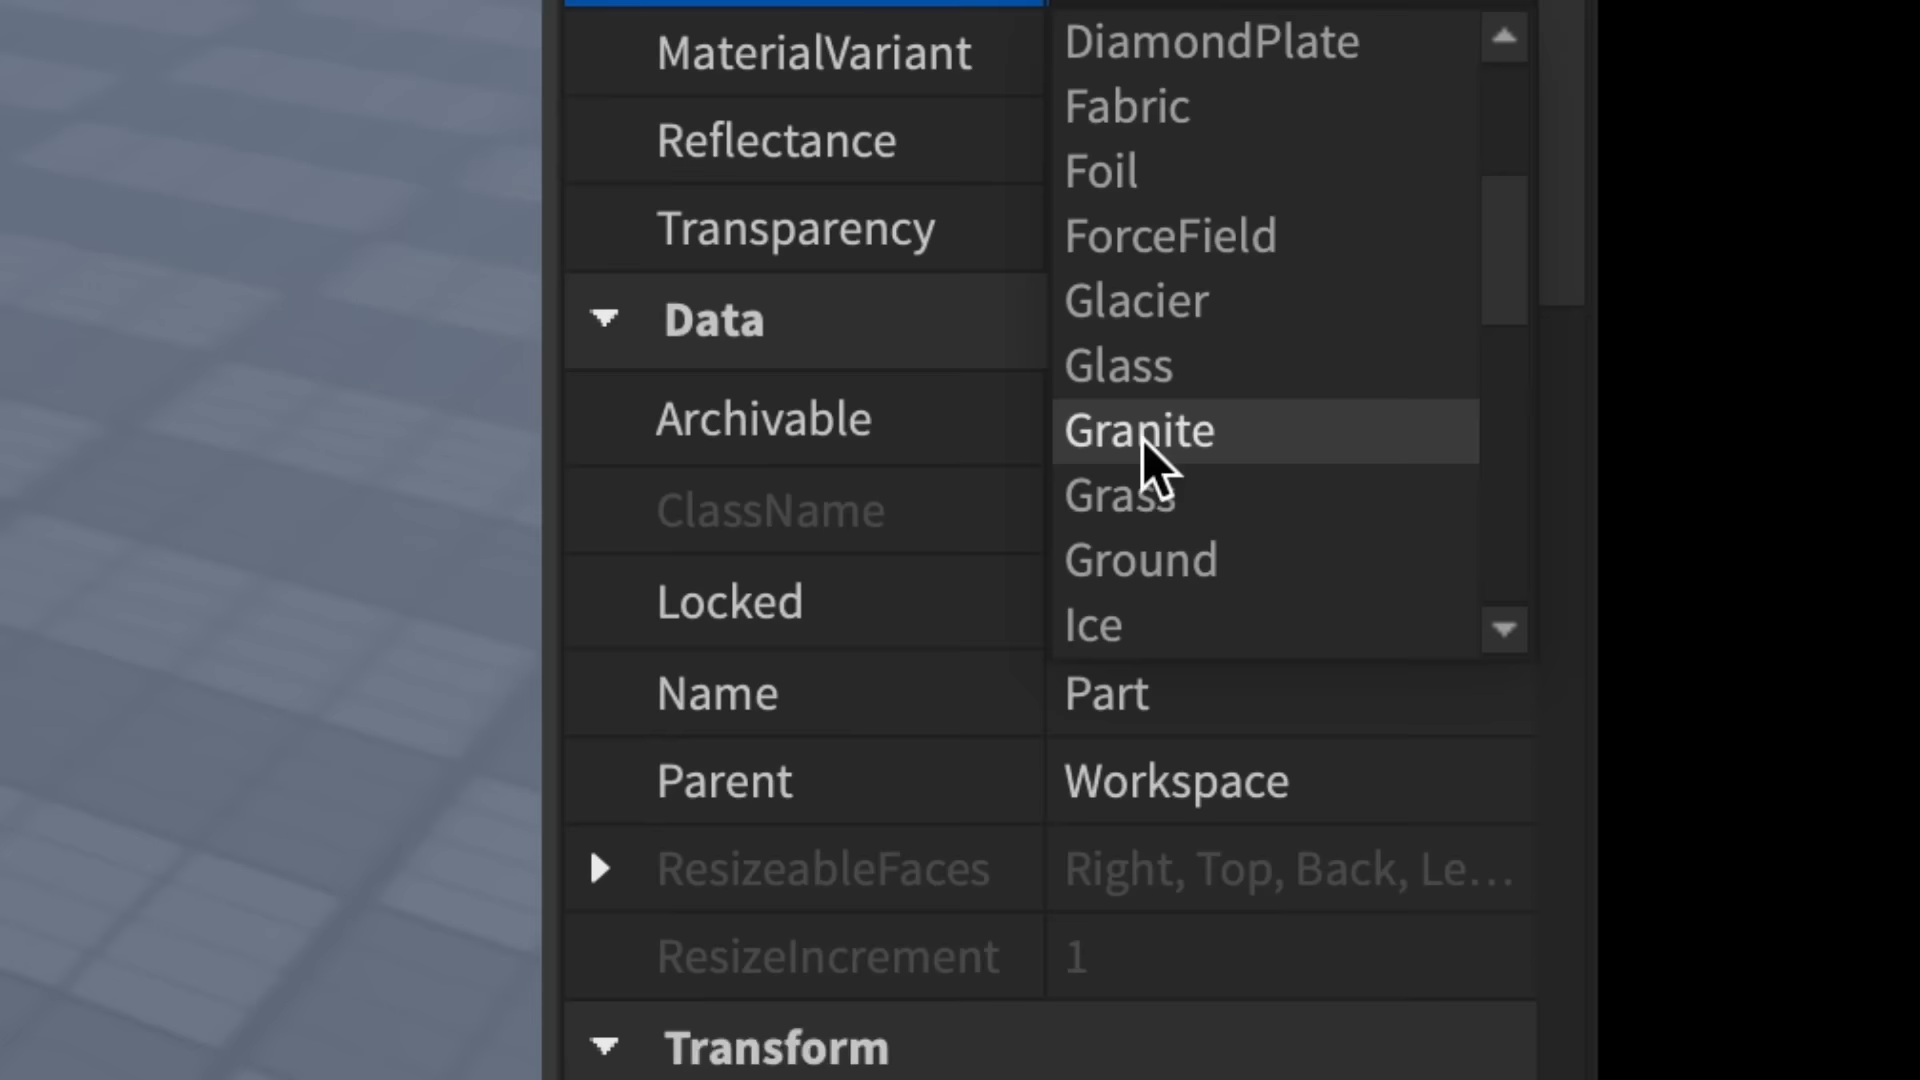 MaterialVariant
Reflectance
Transparency
Data
Archivable
ClassName
Locked
Name Part
Parent Workspace
ResizeableFaces Right, Top, Back, Le...
ResizeIncrement 1
Transform
DiamondPlate
Fabric
Foil
ForceField
Glacier
Glass
Granite
Grass
Ground
Ice